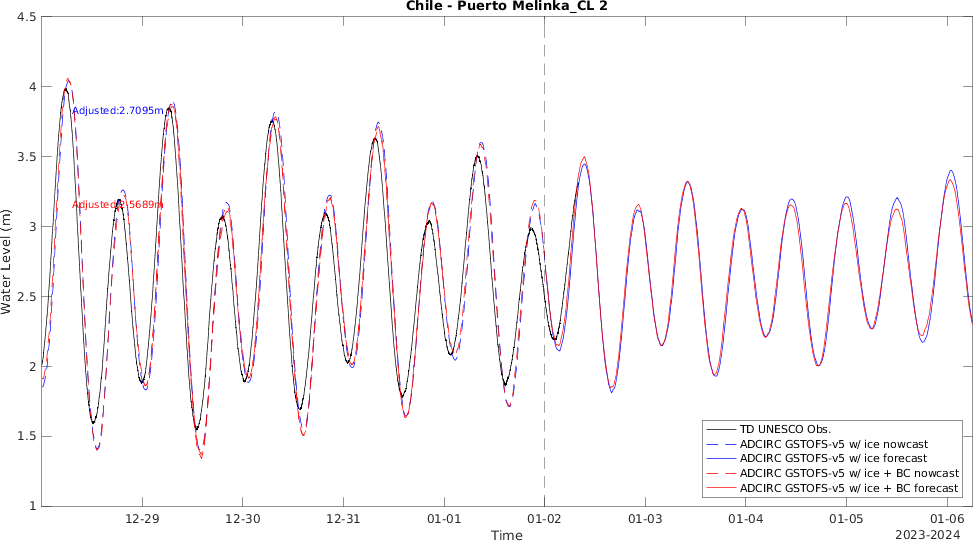 Chile - Puerto Melinka_CL 2
Water Level (m)
4.5
4
3.5
3
2.5
2
1.5
1
Adjusted:2.7095m
Adjusted:2.5689m
TD UNESCO Obs.
ADCIRC GSTOFS-v5 w/ ice nowcast
ADCIRC GSTOFS-v5 w/ ice forecast
ADCIRC GSTOFS-v5 w/ ice + BC nowcast
ADCIRC GSTOFS-v5 w/ ice + BC forecast
12-29 12-30 12-31 01-01 01-02 01-03 01-04 01-05 01-06
Time
2023-2024